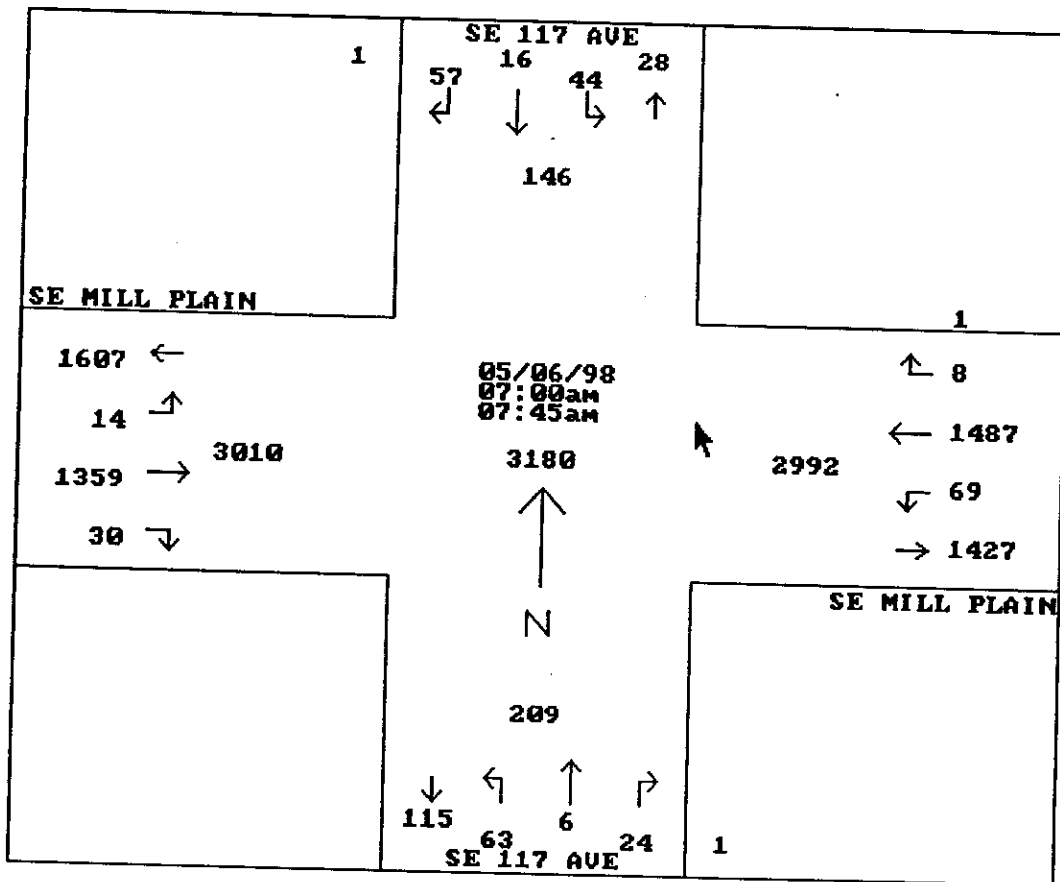 SE 117 AVE
1
57 16 44 28
146
SE MILL PLAIN
1
1607
14
1359
30
3010
05/06/98
07:00am
07:45am
3180
8
1487
69
1427
2992
SE MILL PLAIN
N
209
115 63 6 24
SE 117 AVE
1